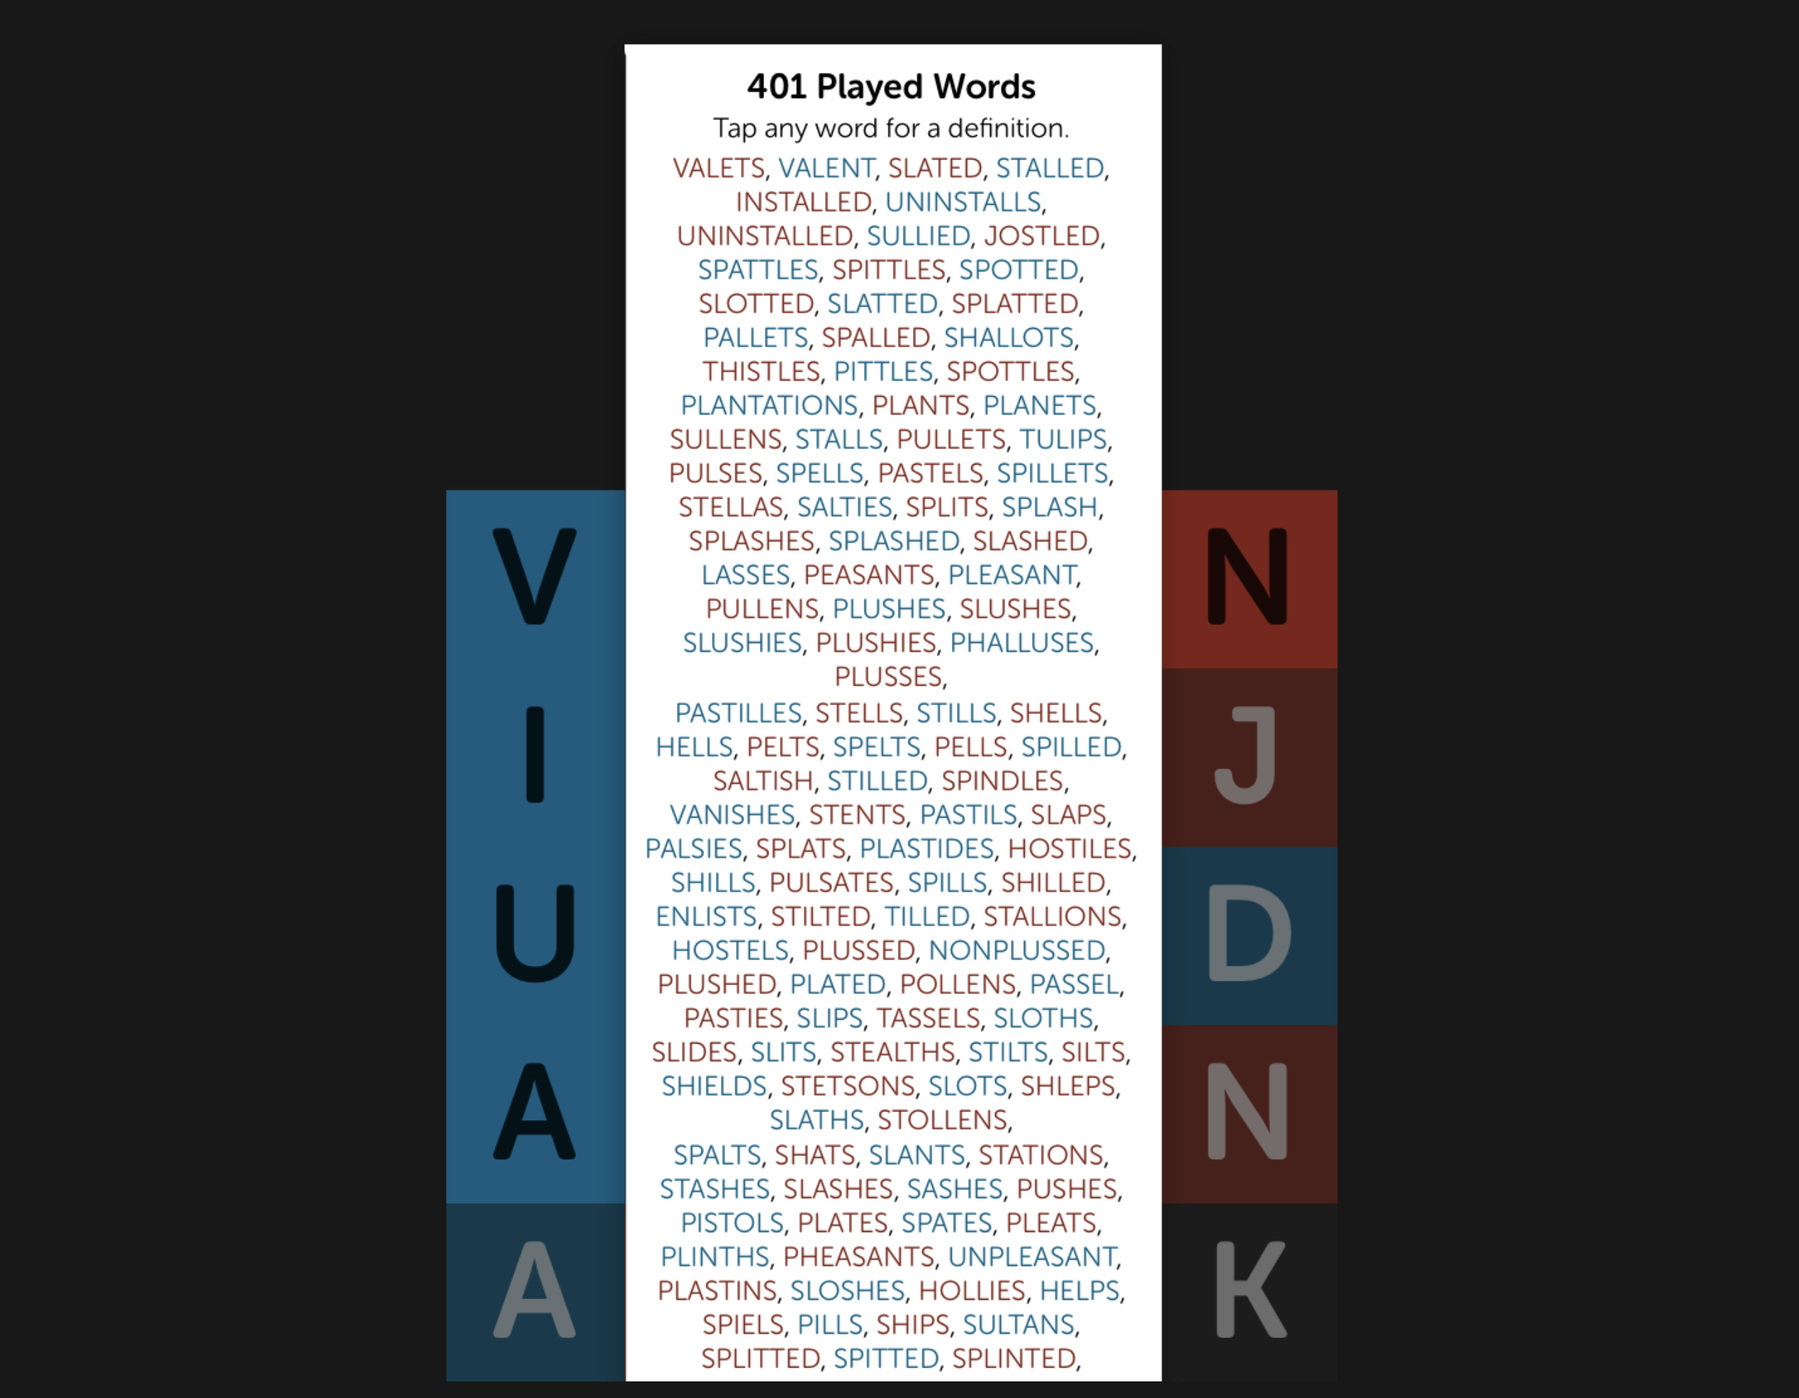 401 Played Words
Tap any word for a definition.
VALETS, VALENT, SLATED, STALLED,
INSTALLED, UNINSTALLS,
UNINSTALLED, SULLIED, JOSTLED,
SPATTLES, SPITTLES, SPOTTED,
SLOTTED, SLATTED, SPLATTED,
PALLETS, SPALLED, SHALLOTS,
THISTLES, PITTLES, SPOTTLES,
PLANTATIONS, PLANTS, PLANETS,
SULLENS, STALLS, PULLETS, TULIPS,
PULSES, SPELLS, PASTELS, SPILLETS,
STELLAS, SALTIES, SPLITS, SPLASH,
SPLASHES, SPLASHED, SLASHED,
LASSES, PEASANTS, PLEASANT,
PULLENS, PLUSHES, SLUSHES,
SLUSHIES, PLUSHIES, PHALLUSES,
PLUSSES,
PASTILLES, STELLS, STILLS, SHELLS,
HELLS, PELTS, SPELTS, PELLS, SPILLED,
SALTISH, STILLED, SPINDLES,
VANISHES, STENTS, PASTILS, SLAPS,
PALSIES, SPLATS, PLASTIDES, HOSTILES,
SHILLS, PULSATES, SPILLS, SHILLED,
ENLISTS, STILTED, TILLED, STALLIONS,
HOSTELS, PLUSSED, NONPLUSSED,
PLUSHED, PLATED, POLLENS, PASSEL,
PASTIES, SLIPS, TASSELS, SLOTHS,
SLIDES, SLITS, STEALTHS, STILTS, SILTS,
SHIELDS, STETSONS, SLOTS, SHLEPS,
SLATHS, STOLLENS,
SPALTS, SHATS, SLANTS, STATIONS,
STASHES, SLASHES, SASHES, PUSHES,
PISTOLS, PLATES, SPATES, PLEATS,
PLINTHS, PHEASANTS, UNPLEASANT,
PLASTINS, SLOSHES, HOLLIES, HELPS,
SPIELS, PILLS, SHIPS, SULTANS,
SPLITTED, SPITTED, SPLINTED,
V N
I J
U D
A N
A K